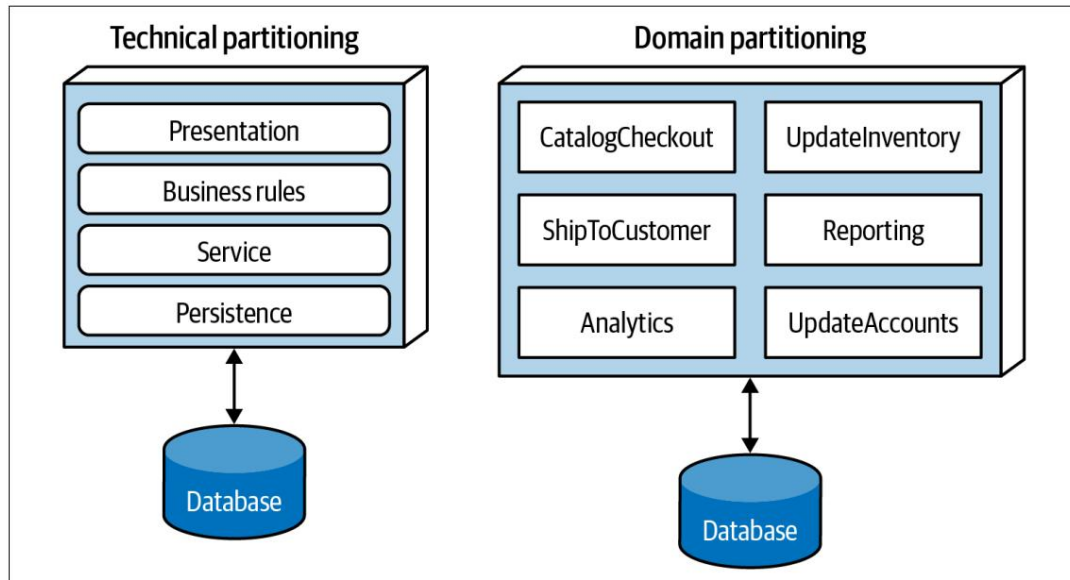 Technical partitioning
Presentation
Business rules
Service
Persistence
Database
Domain partitioning
CatalogCheckout
UpdateInventory
ShipToCustomer
Reporting
Analytics
UpdateAccounts
Database